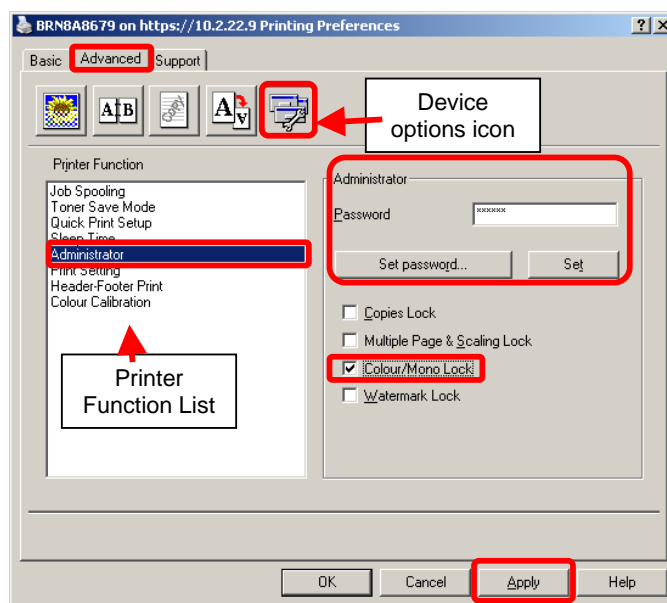 BRN8A8679 on https://10.2.22.9 Printing Preferences
Basic
Advanced
Support
A B
Copy
A
v
Device
options icon
Printer Function
Job Spooling
Toner Save Mode
Quick Print Setup
Sleep Time
Administrator
Print Setting
Header-Footer Print
Colour Calibration
Printer
Function List
Administrator
Password
××××××
Set password...
Set
Copies Lock
Multiple Page & Scaling Lock
Colour/Mono Lock
Watermark Lock
OK
Cancel
Apply
Help